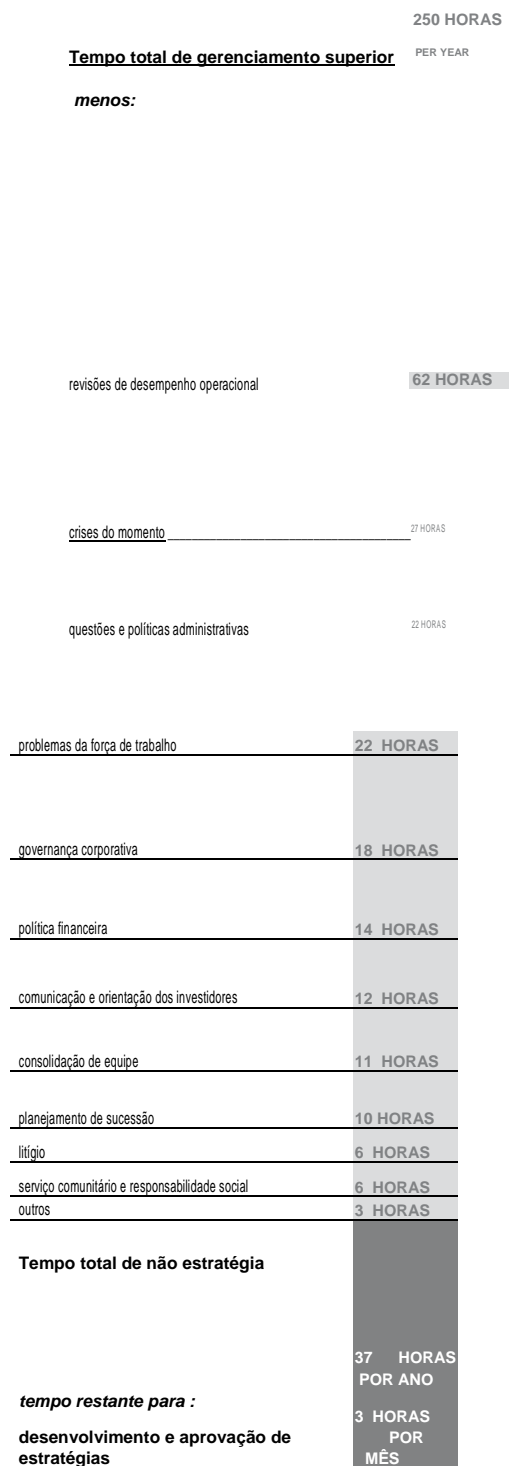 250 HORAS
Tempo total de gerenciamento superior PER YEAR
menos:
revisões de desempenho operacional 62 HORAS
crises do momento 27 HORAS
questões e políticas administrativas 22 HORAS
problemas da força de trabalho 22 HORAS
governança corporativa 18 HORAS
política financeira 14 HORAS
comunicação e orientação dos investidores 12 HORAS
consolidação de equipe 11 HORAS
planejamento de sucessão 10 HORAS
litígio 6 HORAS
serviço comunitário e responsabilidade social 6 HORAS
outros 3 HORAS
Tempo total de não estratégia
37 HORAS
POR ANO
tempo restante para :
3 HORAS
desenvolvimento e aprovação de POR
estratégias MÊS